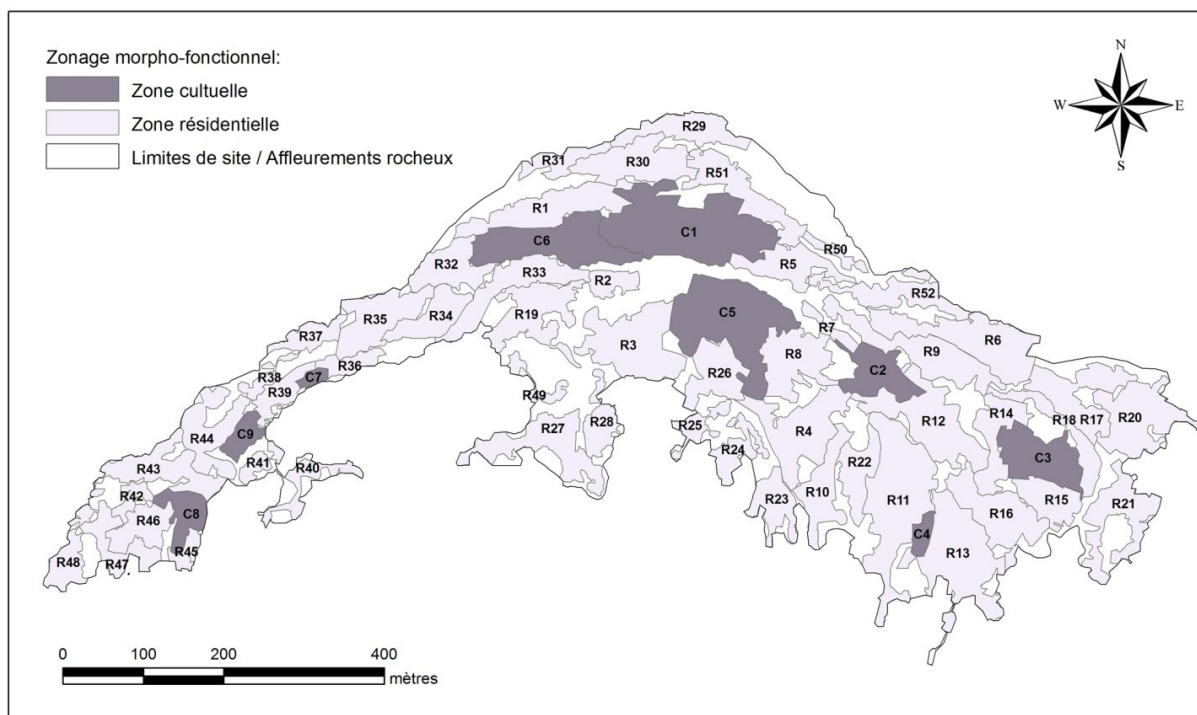 Zonage morpho-fonctionnel:
Zone cultuelle
Zone résidentielle
Limites de site / Affleurements rocheux
N
W
E
S
R29
R31
R30
R51
R1
C1
C6
R50
R32
R33
R5
R2
R52
R19
C5
R35
R34
R37
R7
R6
R3
R8
R9
R36
C7
R38
R39
C2
R26
R49
R14
R18
R17
R20
R12
R25
R4
R27
R28
R44
C9
R24
C3
R41
R22
R43
R40
R42
R10
R11
R23
R15
R21
R46
C8
R16
C4
R45
R13
R48
R47
0
100
200
400
mètres